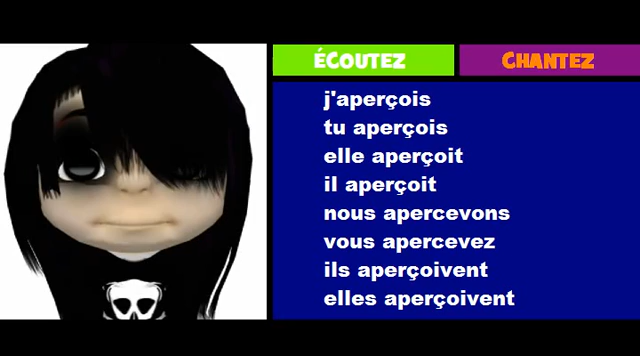 ÉCOUTEZ
CHANTEZ
j'aperçois
tu aperçois
elle aperçoit
il aperçoit
nous apercevons
vous apercevez
ils aperçoivent
elles aperçoivent